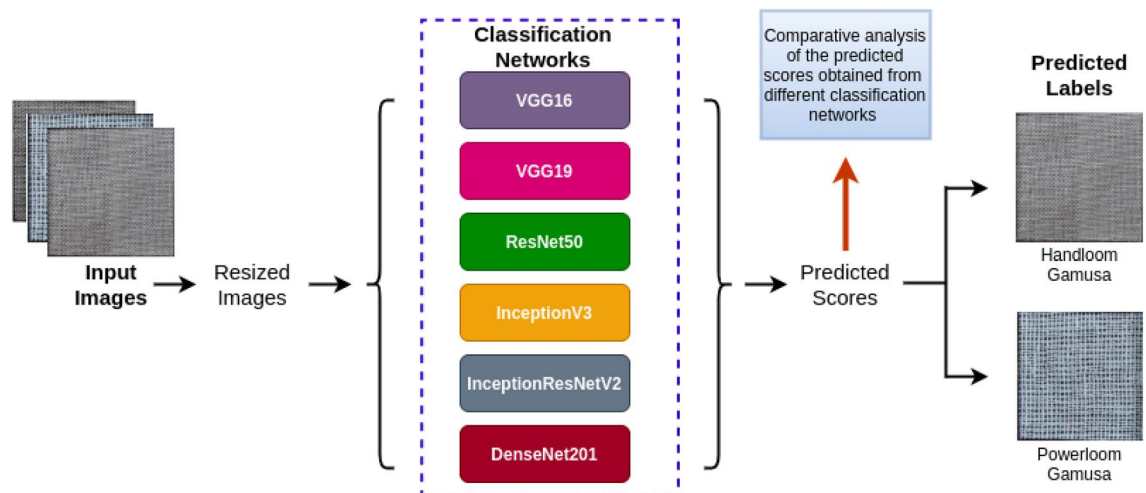 Input
Images
Resized
Images
Classification
Networks
VGG16
VGG19
ResNet50
InceptionV3
InceptionResNetV2
DenseNet201
Predicted
Scores
Comparative analysis
of the predicted
scores obtained from
different classification
networks
Predicted
Labels
Handloom
Gamusa
Powerloom
Gamusa